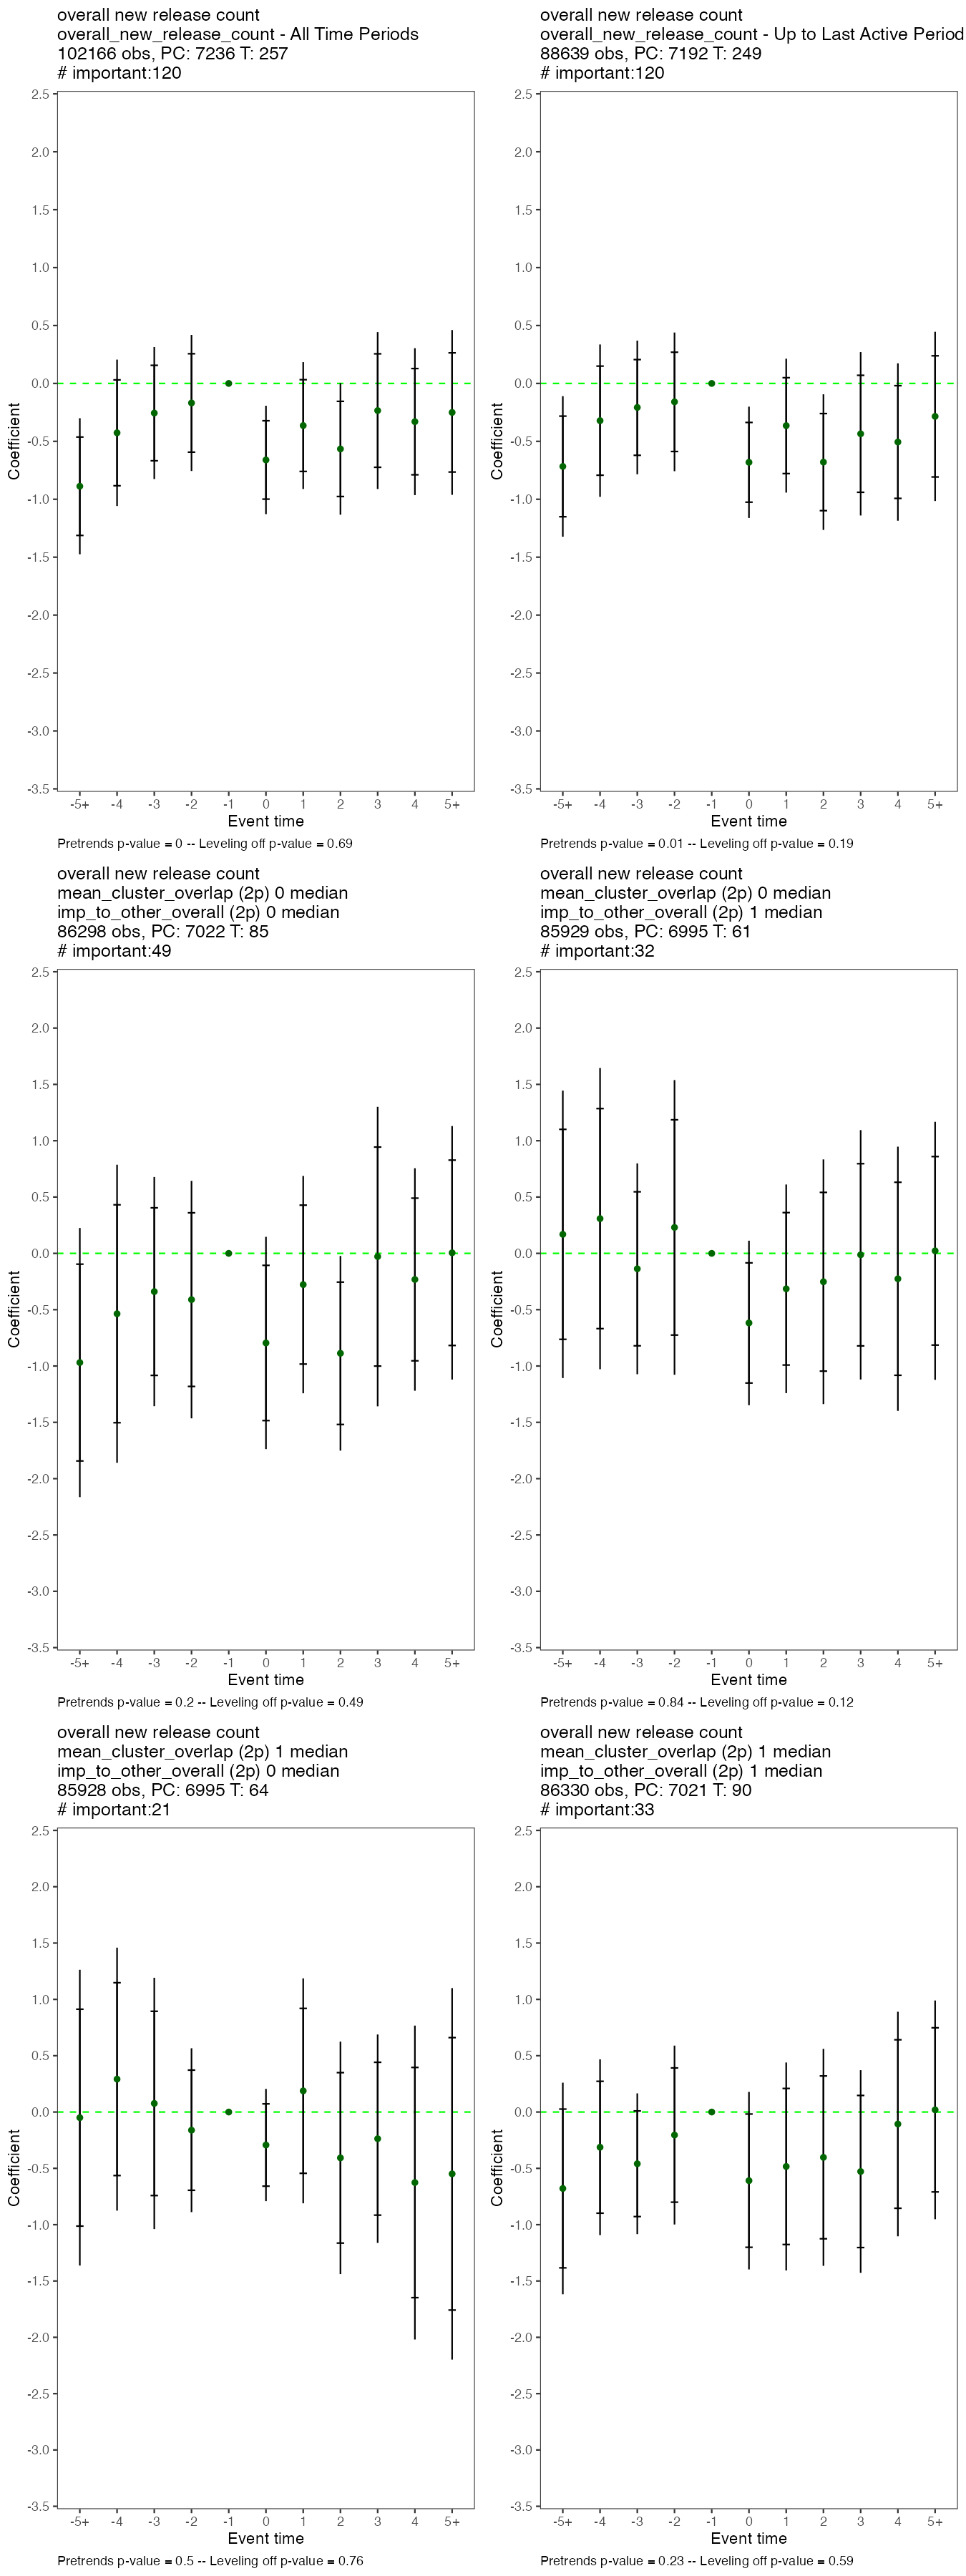 overall new release count
overall_new_release_count - All Time Periods
102166 obs, PC: 7236 T: 257
# important:120
2.5
2.0
1.5
1.0
0.5
0.0
-0.5
-1.0
-1.5
-2.0
-2.5
-3.0
-3.5
Coefficient
-5+ -4 -3 -2 -1 0 1 2 3 4 5+
Event time
Pretrends p-value = 0 -- Leveling off p-value = 0.69
overall new release count
overall_new_release_count - Up to Last Active Period
88639 obs, PC: 7192 T: 249
# important:120
2.5
2.0
1.5
1.0
0.5
0.0
-0.5
-1.0
-1.5
-2.0
-2.5
-3.0
-3.5
Coefficient
-5+ -4 -3 -2 -1 0 1 2 3 4 5+
Event time
Pretrends p-value = 0.01 -- Leveling off p-value = 0.19
overall new release count
mean_cluster_overlap (2p) 0 median
imp_to_other_overall (2p) 0 median
86298 obs, PC: 7022 T: 85
# important:49
2.5
2.0
1.5
1.0
0.5
0.0
-0.5
-1.0
-1.5
-2.0
-2.5
-3.0
-3.5
Coefficient
-5+ -4 -3 -2 -1 0 1 2 3 4 5+
Event time
Pretrends p-value = 0.2 -- Leveling off p-value = 0.49
overall new release count
mean_cluster_overlap (2p) 0 median
imp_to_other_overall (2p) 1 median
85929 obs, PC: 6995 T: 61
# important:32
2.5
2.0
1.5
1.0
0.5
0.0
-0.5
-1.0
-1.5
-2.0
-2.5
-3.0
-3.5
Coefficient
-5+ -4 -3 -2 -1 0 1 2 3 4 5+
Event time
Pretrends p-value = 0.84 -- Leveling off p-value = 0.12
overall new release count
mean_cluster_overlap (2p) 1 median
imp_to_other_overall (2p) 0 median
85928 obs, PC: 6995 T: 64
# important:21
2.5
2.0
1.5
1.0
0.5
0.0
-0.5
-1.0
-1.5
-2.0
-2.5
-3.0
-3.5
Coefficient
-5+ -4 -3 -2 -1 0 1 2 3 4 5+
Event time
Pretrends p-value = 0.5 -- Leveling off p-value = 0.76
overall new release count
mean_cluster_overlap (2p) 1 median
imp_to_other_overall (2p) 1 median
86330 obs, PC: 7021 T: 90
# important:33
2.5
2.0
1.5
1.0
0.5
0.0
-0.5
-1.0
-1.5
-2.0
-2.5
-3.0
-3.5
Coefficient
-5+ -4 -3 -2 -1 0 1 2 3 4 5+
Event time
Pretrends p-value = 0.23 -- Leveling off p-value = 0.59